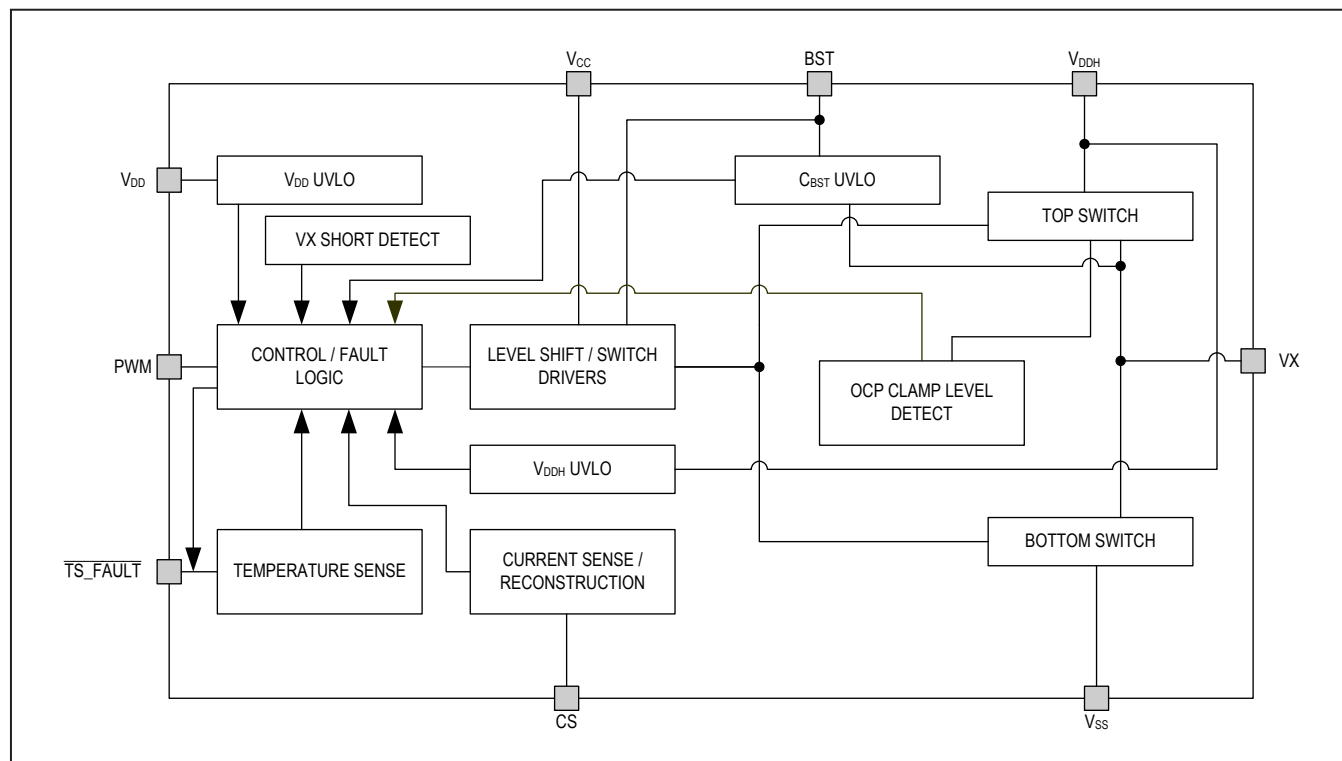 VCC
BST
VDDH
VDD
VDD UVLO
CBST UVLO
VX SHORT DETECT
TOP SWITCH
PWM
CONTROL / FAULT
LOGIC
LEVEL SHIFT / SWITCH
DRIVERS
OCP CLAMP LEVEL
DETECT
VX
VDDH UVLO
TS_FAULT
TEMPERATURE SENSE
CURRENT SENSE /
RECONSTRUCTION
BOTTOM SWITCH
CS
VSS